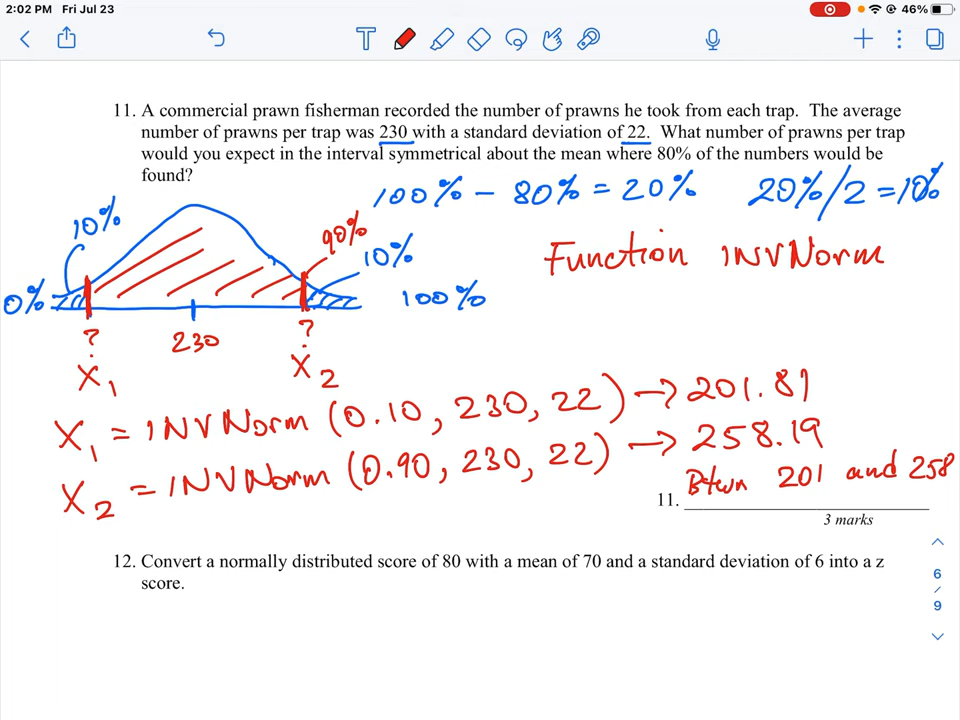 2:02 PM Fri Jul 23 46%
T
11. A commercial prawn fisherman recorded the number of prawns he took from each trap. The average
number of prawns per trap was 230 with a standard deviation of 22. What number of prawns per trap
would you expect in the interval symmetrical about the mean where 80% of the numbers would be
found?
100% - 80% = 20% 20%/2 = 10%
10%
90%
Function INVNorm
10%
0%
100%
? 230 ?
X1 X2
X1 = INVNorm (0.10, 230, 22) → 201.81
X2 = INVNorm (0.90, 230, 22) → 258.19
11. Btwn 201 and 258
3 marks
12. Convert a normally distributed score of 80 with a mean of 70 and a standard deviation of 6 into a z
score.
6
/
9